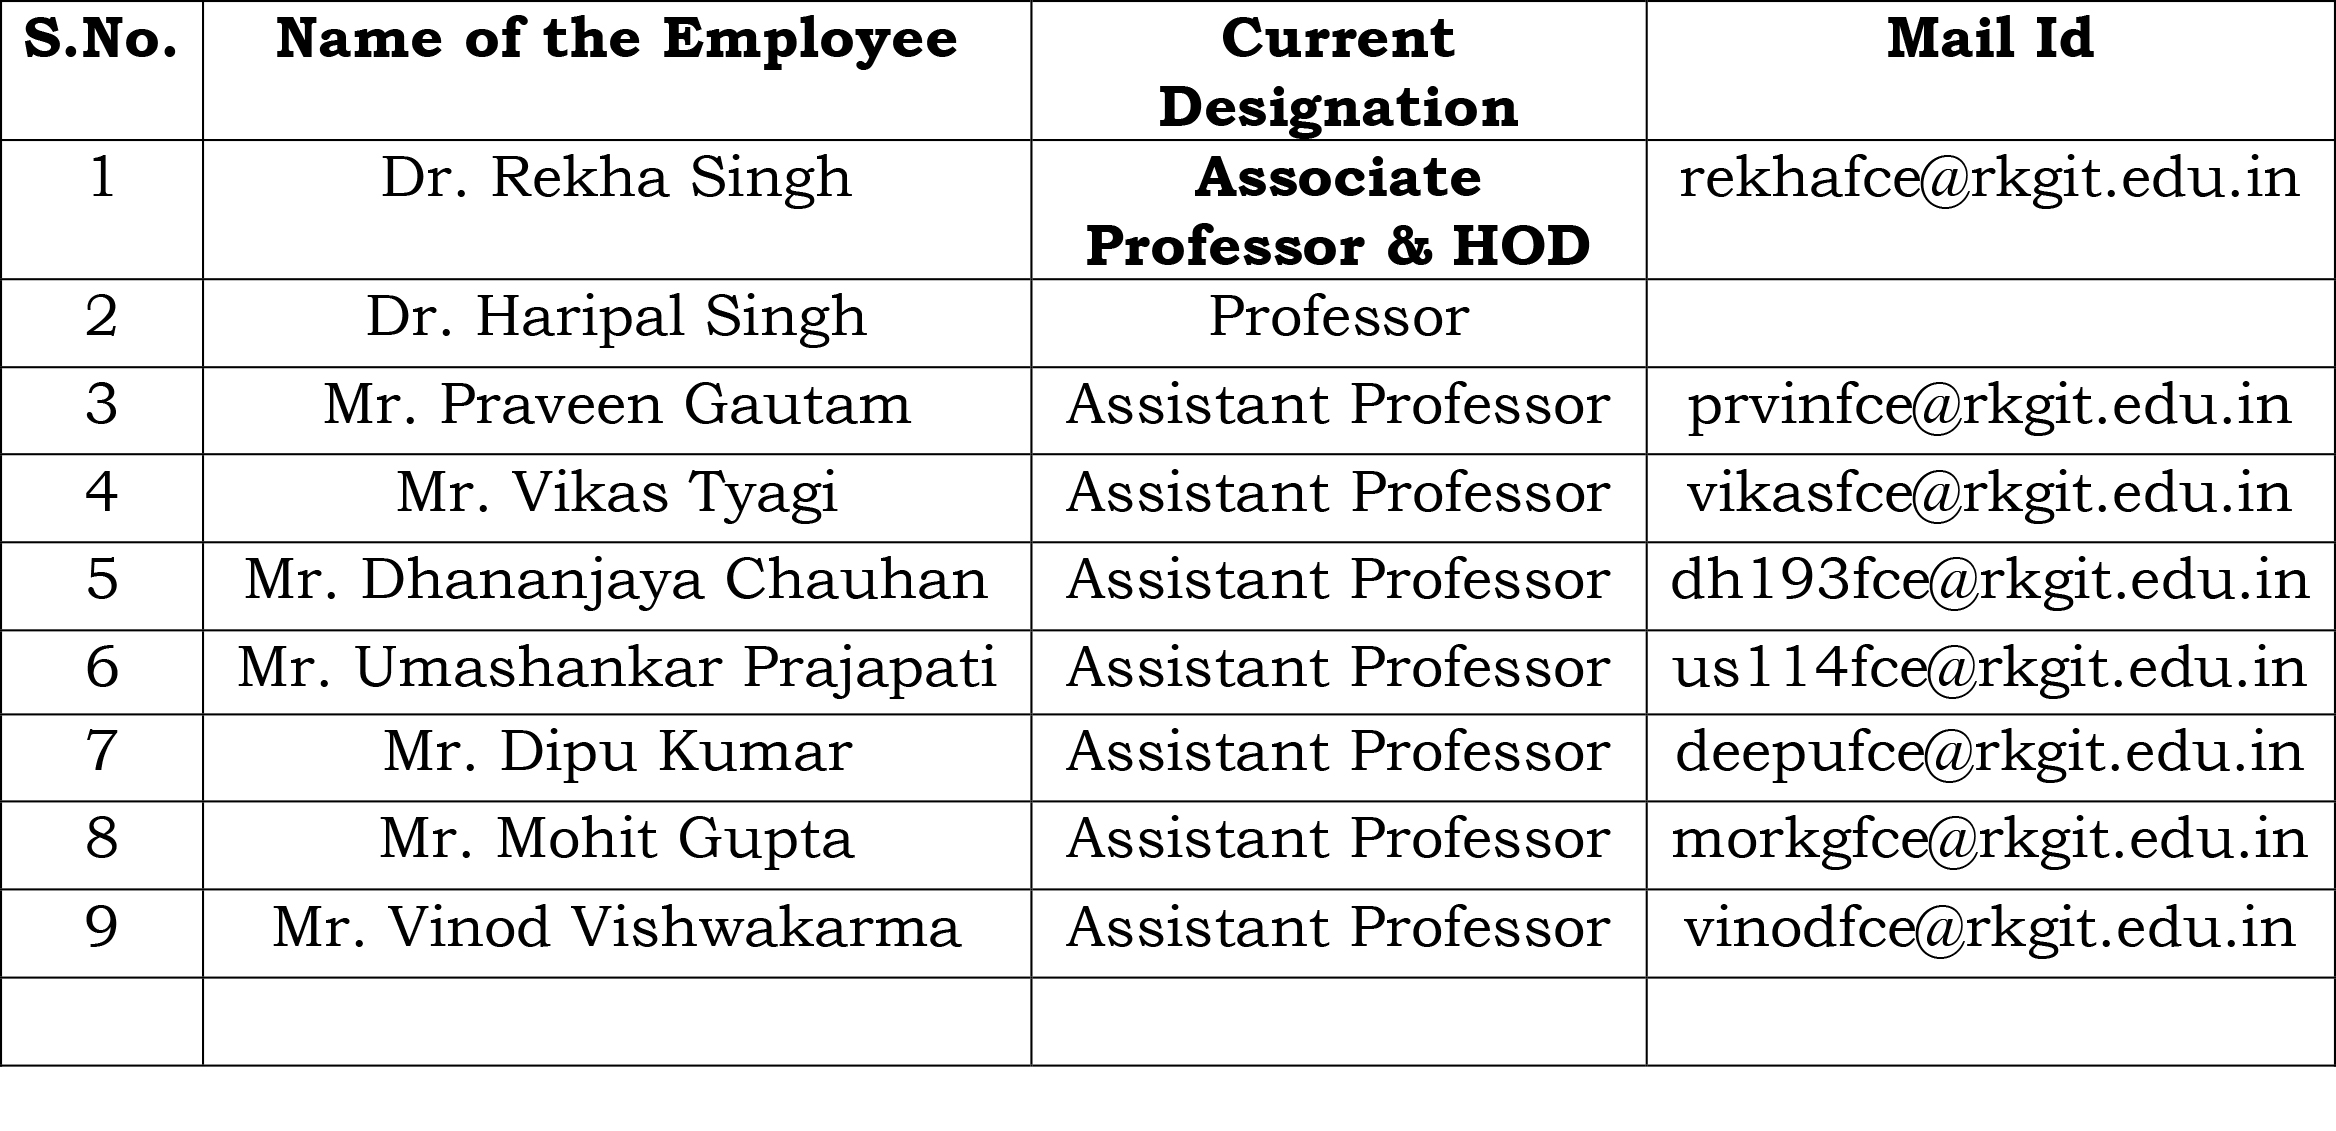 S.No. Name of the Employee Current Mail Id
Designation
1 Dr. Rekha Singh Associate rekhafce@rkgit.edu.in
Professor & HOD
2 Dr. Haripal Singh Professor
3 Mr. Praveen Gautam Assistant Professor prvinfce@rkgit.edu.in
4 Mr. Vikas Tyagi Assistant Professor vikasfce@rkgit.edu.in
5 Mr. Dhananjaya Chauhan Assistant Professor dh193fce@rkgit.edu.in
6 Mr. Umashankar Prajapati Assistant Professor us114fce@rkgit.edu.in
7 Mr. Dipu Kumar Assistant Professor deepufce@rkgit.edu.in
8 Mr. Mohit Gupta Assistant Professor morkgfce@rkgit.edu.in
9 Mr. Vinod Vishwakarma Assistant Professor vinodfce@rkgit.edu.in